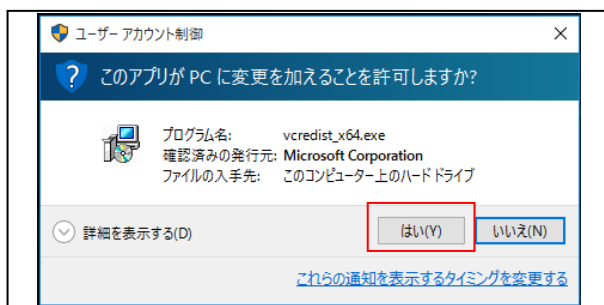 ユーザー アカウント制御
このアプリが PC に変更を加えることを許可しますか?
プログラム名: vcredist_x64.exe
確認済みの発行元: Microsoft Corporation
ファイルの入手先: このコンピューター上のハード ドライブ
詳細を表示する(D)
はい(Y)
いいえ(N)
これらの通知を表示するタイミングを変更する